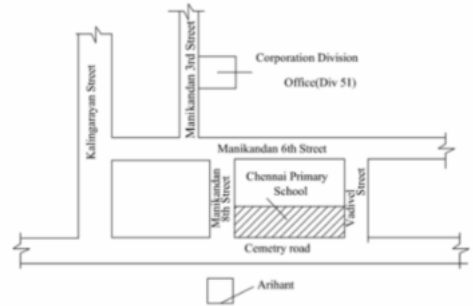 Kalingarayan Street
Manikandan 3rd Street
Corporation Division
Office(Div 51)
Manikandan 6th Street
Manikandan
8th Street
Chennai Primary
School
Vadivel
Street
Cemetry road
Arihant